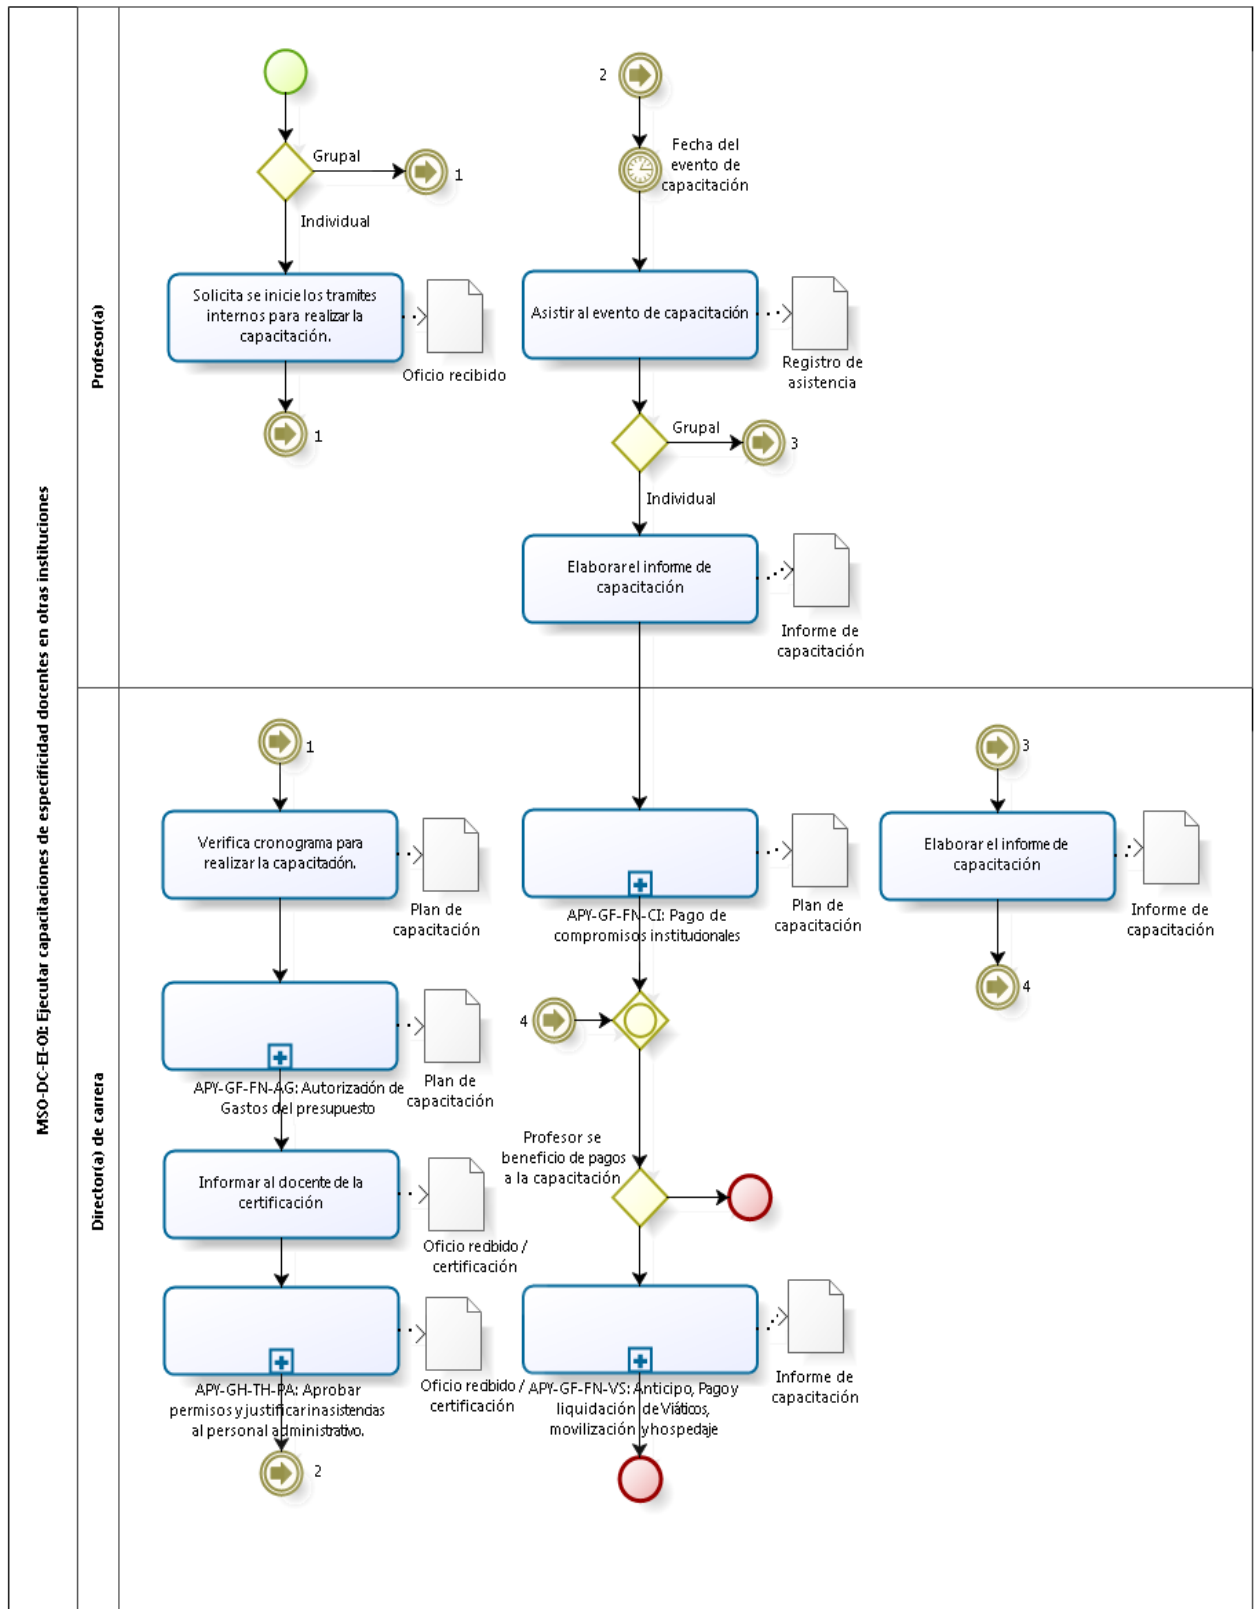 MSO-DC-EI-OI: Ejecutar capacitaciones de especificidad docentes en otras instituciones
Profesor(a)
Grupal
1
Individual
Solicita se inicie los tramites
internos para realizar la
capacitación.
Oficio recibido
1
2
Fecha del
evento de
capacitación
Asistir al evento de capacitación
Registro de
asistencia
Grupal
3
Individual
Elaborar el informe de
capacitación
Informe de
capacitación
Director(a) de carrera
1
Verifica cronograma para
realizar la capacitación.
Plan de
capacitación
APY-GF-FN-AG: Autorización de
Gastos del presupuesto
Plan de
capacitación
Informar al docente de la
certificación
Oficio recibido /
certificación
APY-GH-TH-PA: Aprobar
permisos y justificar inasistencias
al personal administrativo.
Oficio recibido /
certificación
2
APY-GF-FN-CI: Pago de
compromisos institucionales
Plan de
capacitación
4
Profesor se
beneficio de pagos
a la capacitación
APY-GF-FN-VS: Anticipo, Pago y
liquidación de Viáticos,
movilización y hospedaje
Informe de
capacitación
3
Elaborar el informe de
capacitación
Informe de
capacitación
4